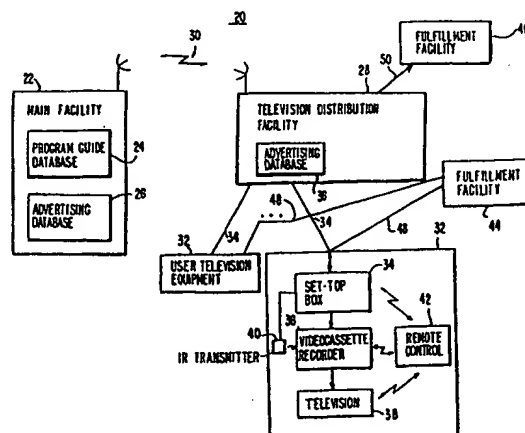 20
30
FULFILLMENT
FACILITY
50
22
28
MAIN FACILITY
PROGRAM GUIDE
DATABASE
24
ADVERTISING
DATABASE
26
TELEVISION DISTRIBUTION
FACILITY
ADVERTISING
DATABASE
36
FULFILLMENT
FACILITY
44
48
34
34
48
32
32
USER TELEVISION
EQUIPMENT
SET-TOP
BOX
34
42
REMOTE
CONTROL
40
36
IR TRANSMITTER
VIDEOCASSETTE
RECORDER
TELEVISION
38